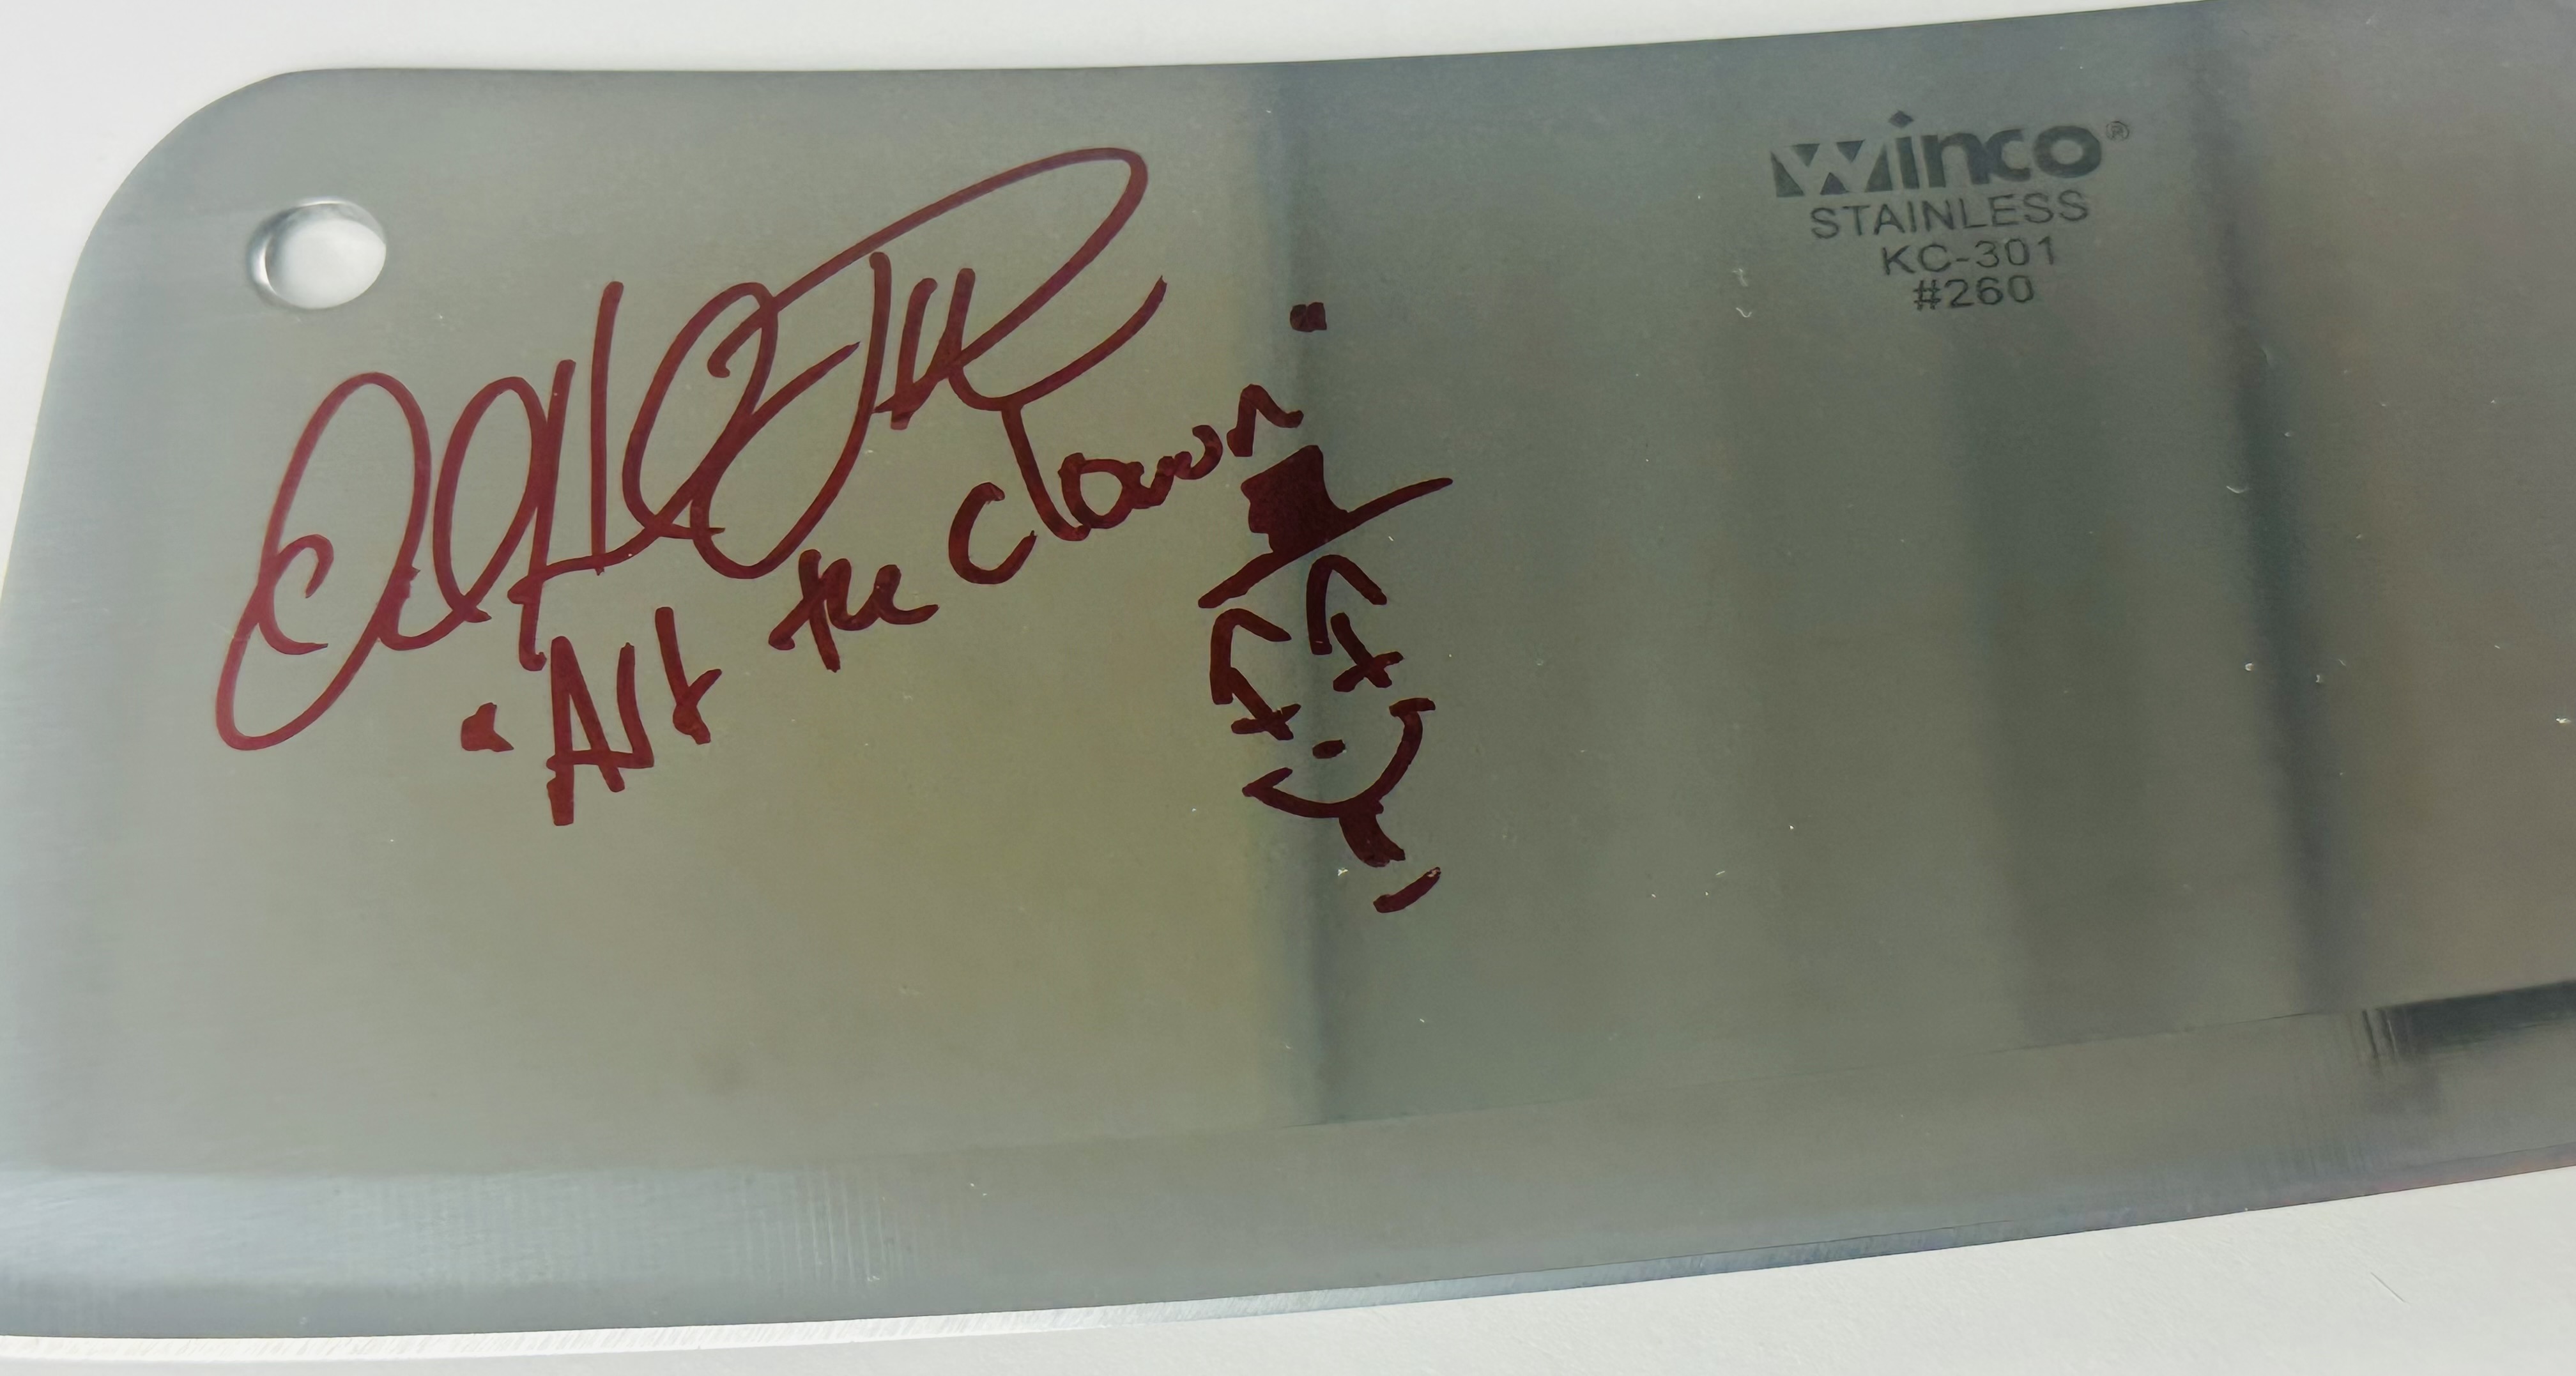 "Art the Clown"
Winco®
STAINLESS
KC-301
#260